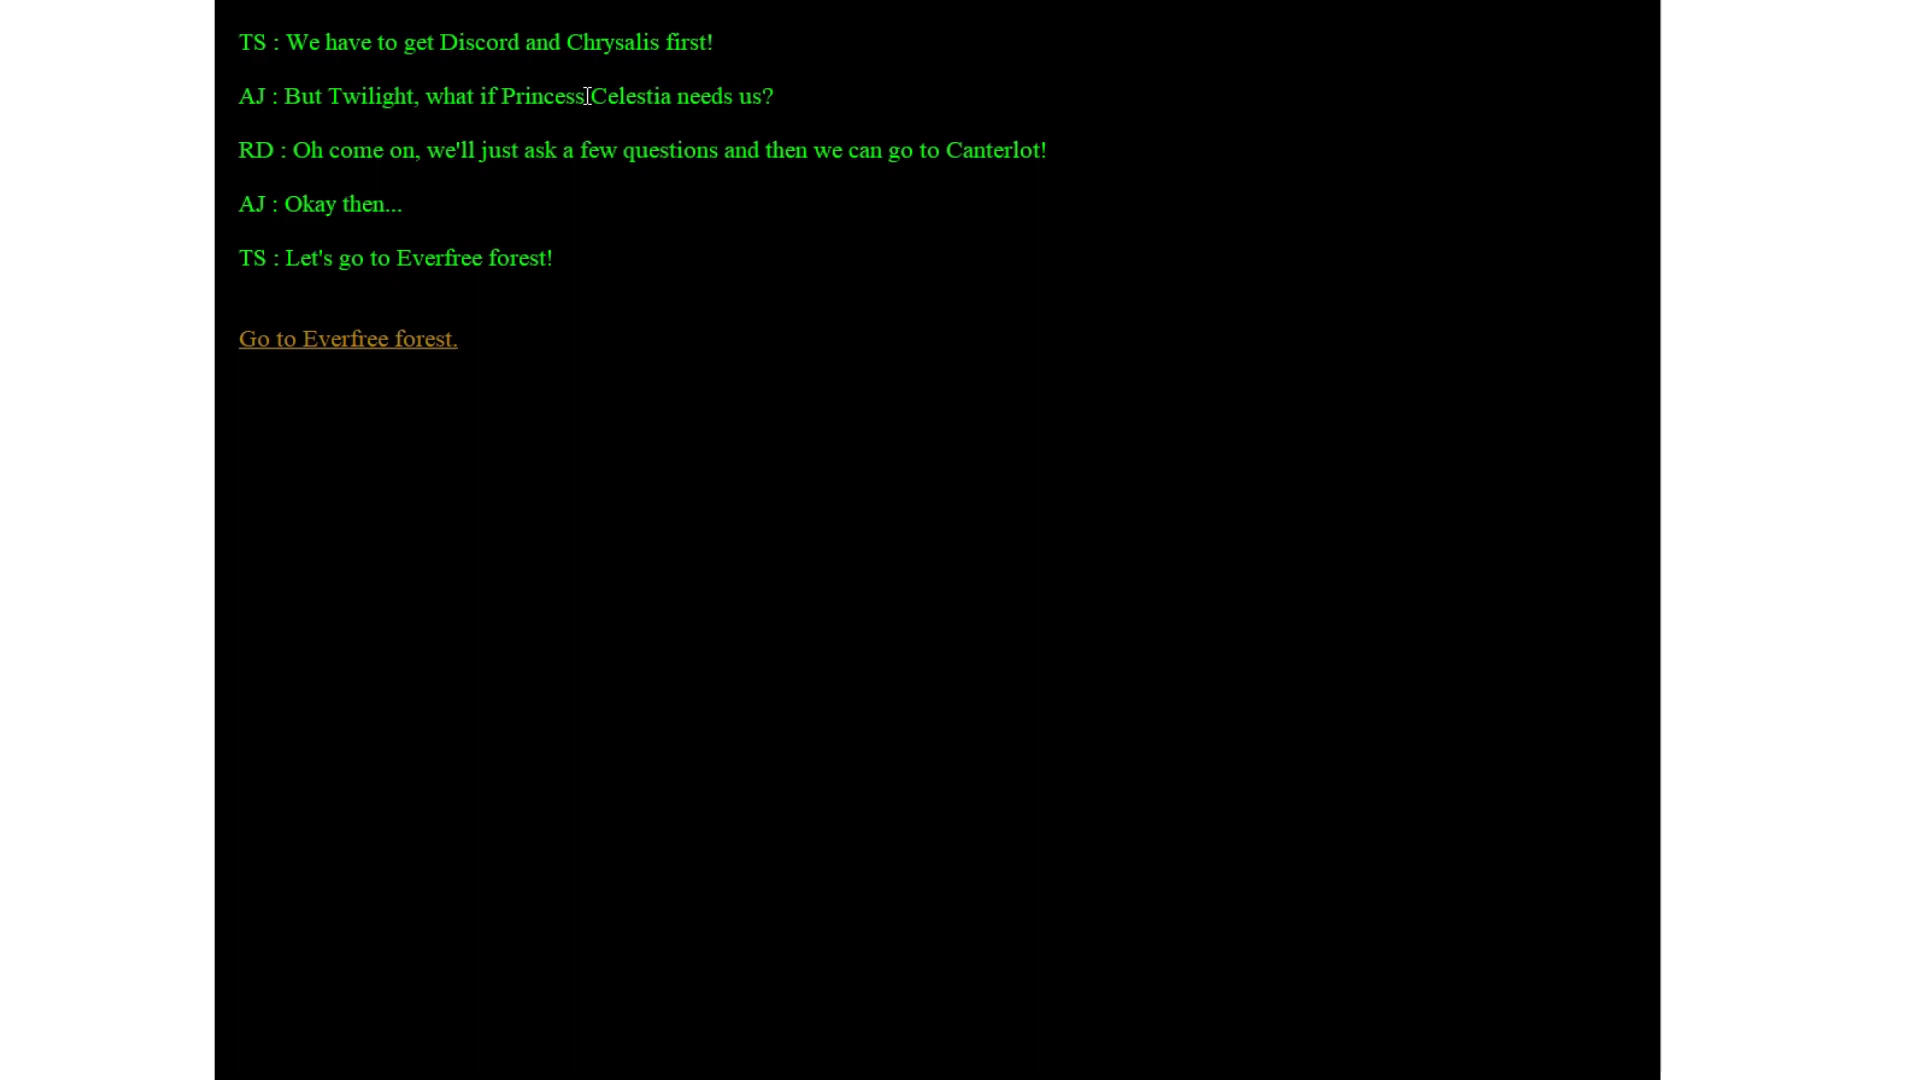 TS : We have to get Discord and Chrysalis first!
AJ : But Twilight, what if Princess Celestia needs us?
RD : Oh come on, we'll just ask a few questions and then we can go to Canterlot!
AJ : Okay then...
TS : Let's go to Everfree forest!
Go to Everfree forest.